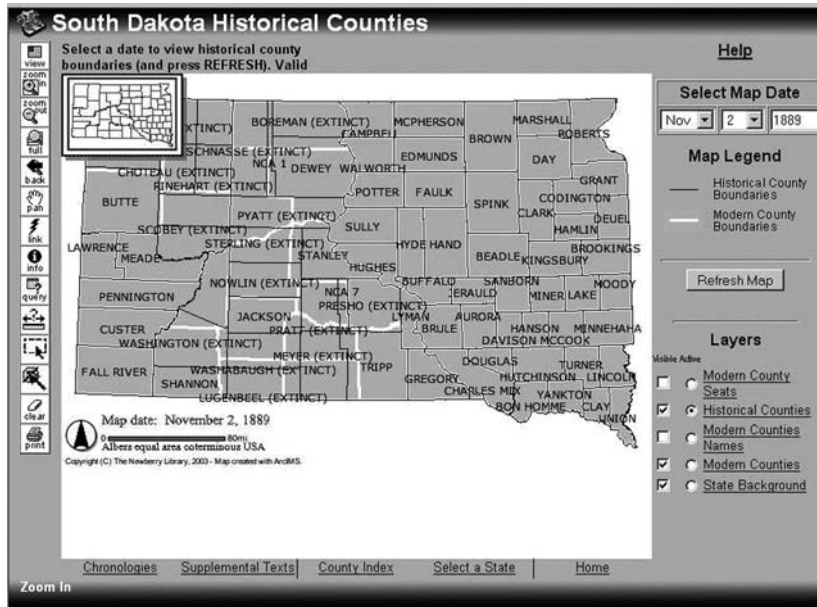 South Dakota Historical Counties
Select a date to view historical county
boundaries (and press REFRESH). Valid
Help
view
zoom in
zoom out
full
back
pan
link
info
query
clear
print
Select Map Date
Nov 2 1889
Map Legend
Historical County
Boundaries
Modern County
Boundaries
Refresh Map
Layers
Visible Active
Modern County
Seats
Historical Counties
Modern Counties
Names
Modern Counties
State Background
BOREMAN (EXTINCT)
MCPHERSON
MARSHALL
XTINCT)
CAMPBELL
BROWN
ROBERTS
SCHNASSE (EXTINCT)
NCA 1
DEWEY
WALWORTH
EDMUNDS
DAY
CHOTEAU (EXTINCT)
RINEHART (EXTINCT)
POTTER
FAULK
GRANT
BUTTE
SPINK
CODINGTON
PYATT (EXTINCT)
CLARK
DEUEL
SCOBEY (EXTINCT)
SULLY
HAMLIN
LAWRENCE
STERLING (EXTINCT)
HYDE
HAND
BROOKINGS
MEADE
STANLEY
BEADLE
KINGSBURY
HUGHES
NOWLIN (EXTINCT)
BUFFALO
SANBORN
MOODY
PENNINGTON
NCA 7
JERAULD
MINER
LAKE
PRESHO (EXTINCT)
JACKSON
LYMAN
AURORA
CUSTER
PRATT (EXTINCT)
BRULE
HANSON
MINNEHAHA
WASHINGTON (EXTINCT)
DAVISON
MCCOOK
MEYER (EXTINCT)
DOUGLAS
TURNER
FALL RIVER
WASHABAUGH (EXTINCT)
TRIPP
GREGORY
HUTCHINSON
LINCOLN
SHANNON
CHARLES MIX
YANKTON
LUGENBEEL (EXTINCT)
BON HOMME
CLAY
UNION
Map date: November 2, 1889
0 80mi
Albers equal area coterminous USA
Copyright (C) The Newberry Library, 2003 - Map created with ArcIMS.
Chronologies Supplemental Texts County Index Select a State Home
Zoom In